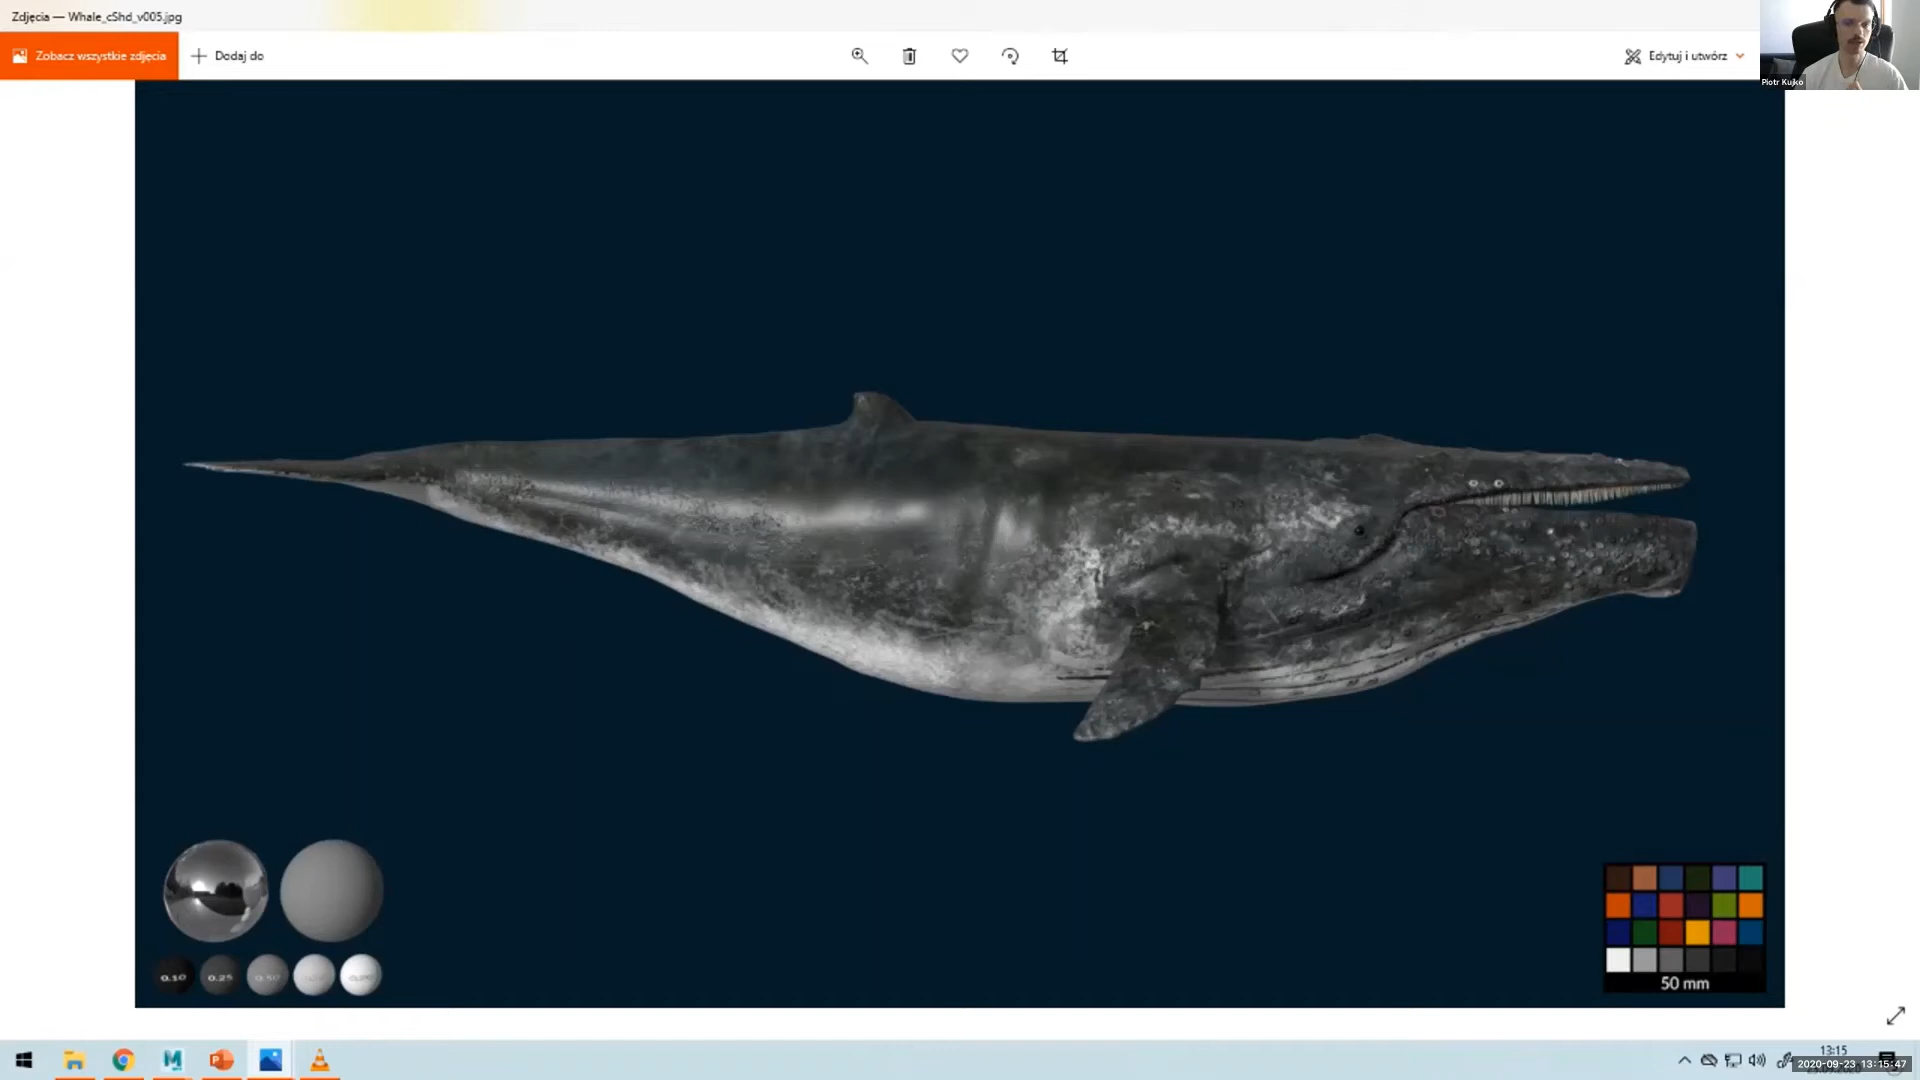 Zdjęcia — Whale_cShd_v005.jpg
Zobacz wszystkie zdjęcia
Dodaj do
Edytuj i utwórz
Piotr Kujko
0.10
0.25
0.50
50 mm
13:15
2020-09-23 13:15:47